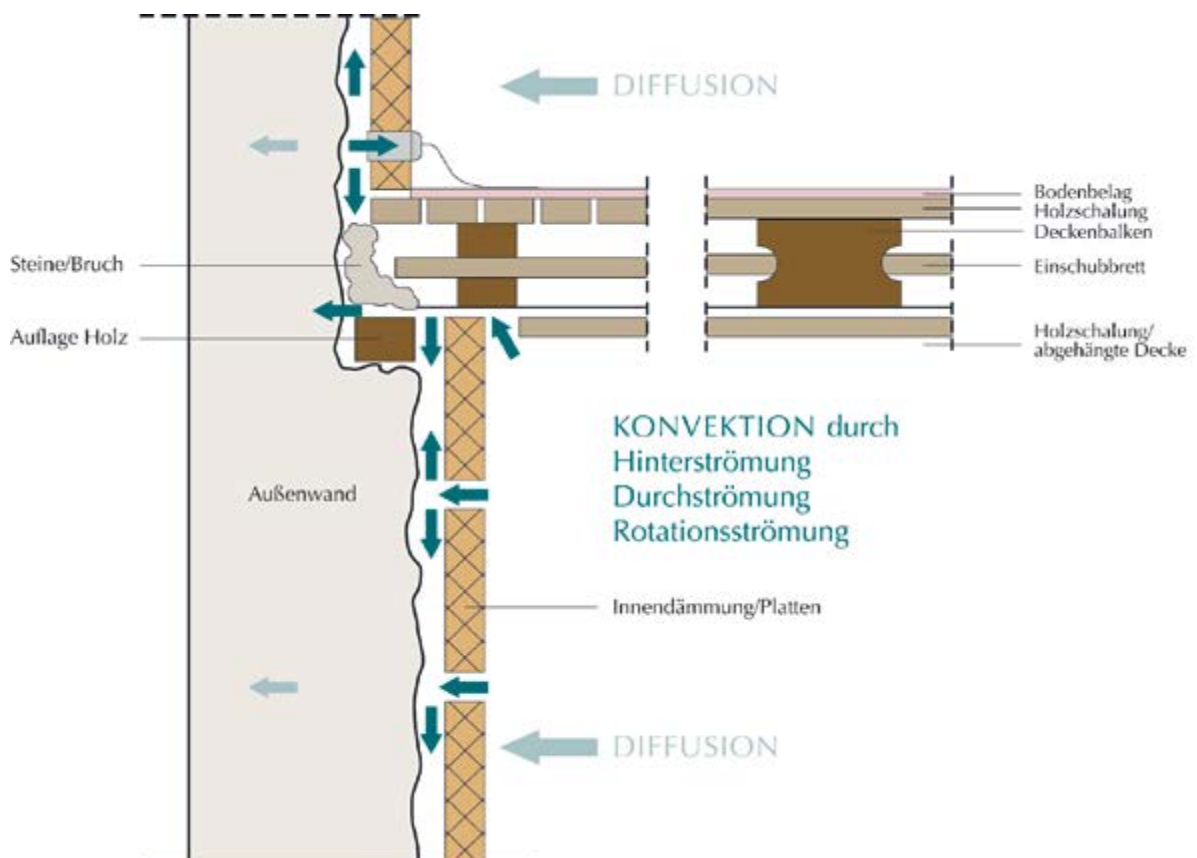 DIFFUSION
Bodenbelag
Holzschalung
Deckenbalken
Steine/Bruch
Einschubbrett
Auflage Holz
Holzschalung/
abgehängte Decke
KONVEKTION durch
Hinterströmung
Durchströmung
Rotationsströmung
Außenwand
Innendämmung/Platten
DIFFUSION